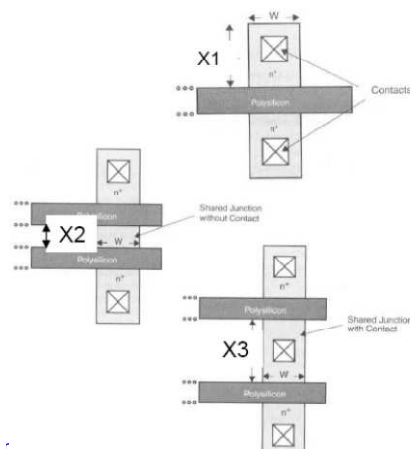 W
X1
n+
Contacts
Polysilicon
n+
n+
Polysilicon
Shared Junction
without Contact
X2
W
Polysilicon
n+
n+
Polysilicon
Shared Junction
with Contact
X3
W
Polysilicon
n+